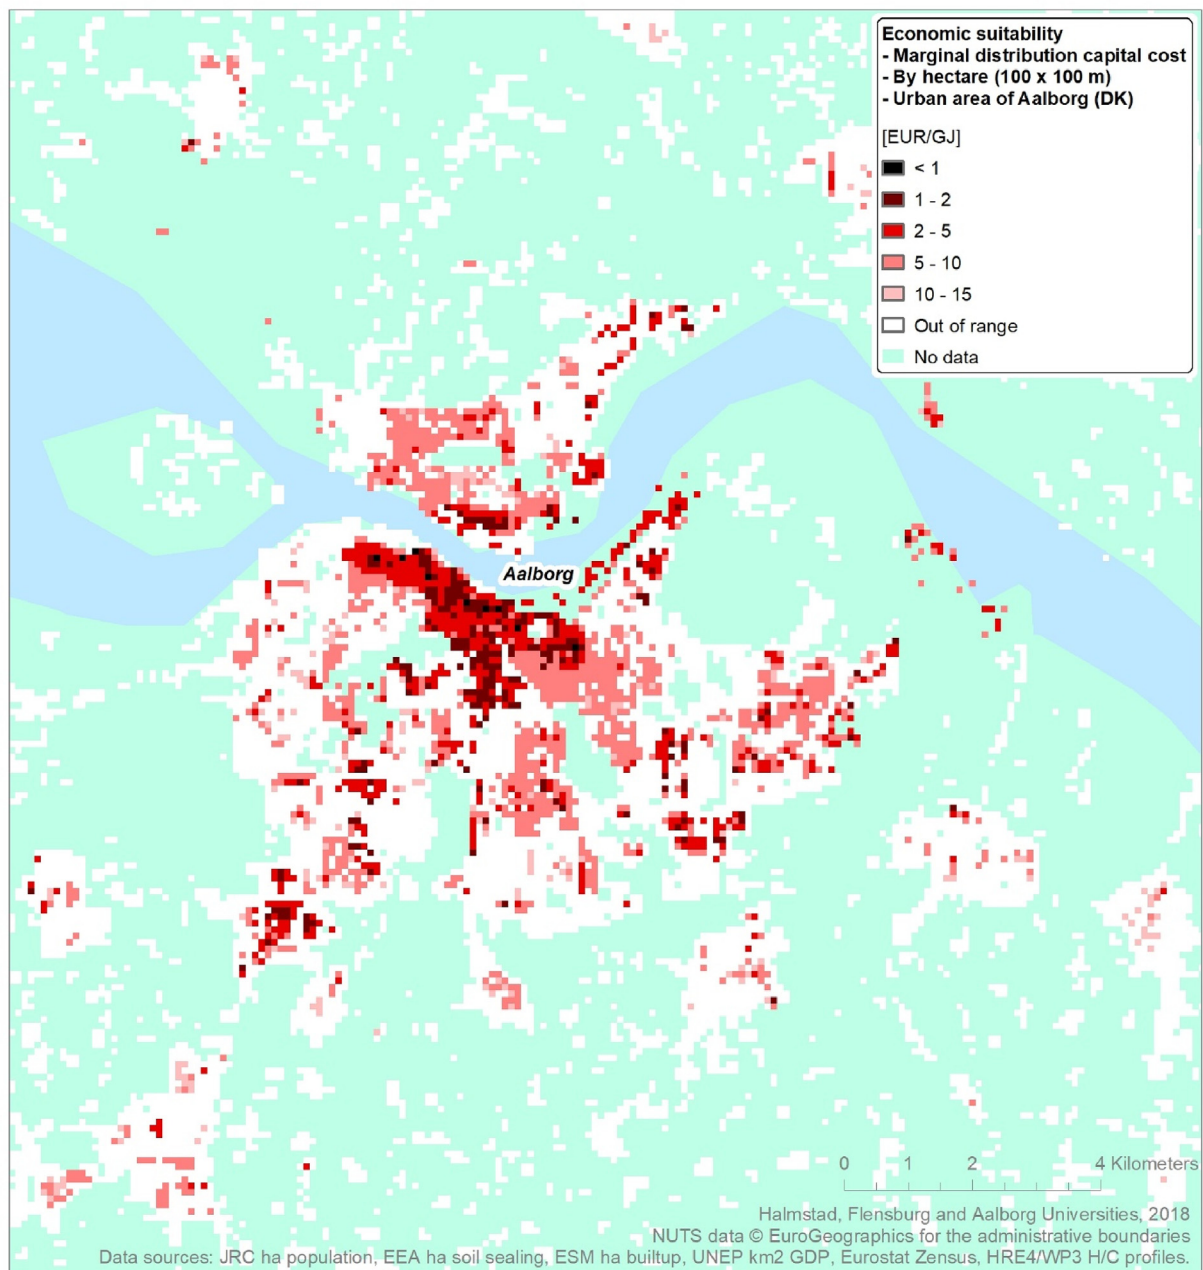 Economic suitability
- Marginal distribution capital cost
- By hectare (100 x 100 m)
- Urban area of Aalborg (DK)
[EUR/GJ]
< 1
1 - 2
2 - 5
5 - 10
10 - 15
Out of range
No data
Aalborg
0 1 2 4 Kilometers
Halmstad, Flensburg and Aalborg Universities, 2018
NUTS data © EuroGeographics for the administrative boundaries
Data sources: JRC ha population, EEA ha soil sealing, ESM ha builtup, UNEP km2 GDP, Eurostat Zensus, HRE4/WP3 H/C profiles.